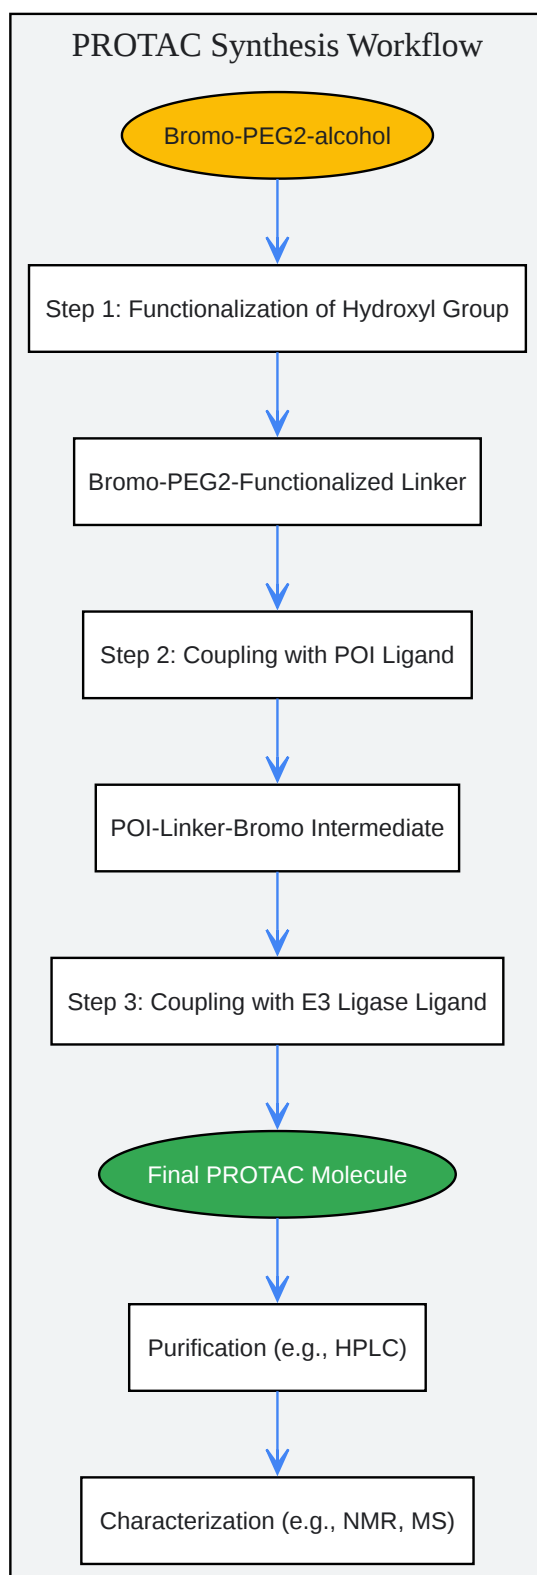 PROTAC Synthesis Workflow
Bromo-PEG2-alcohol
Step 1: Functionalization of Hydroxyl Group
Bromo-PEG2-Functionalized Linker
Step 2: Coupling with POI Ligand
POI-Linker-Bromo Intermediate
Step 3: Coupling with E3 Ligase Ligand
Final PROTAC Molecule
Purification (e.g., HPLC)
Characterization (e.g., NMR, MS)